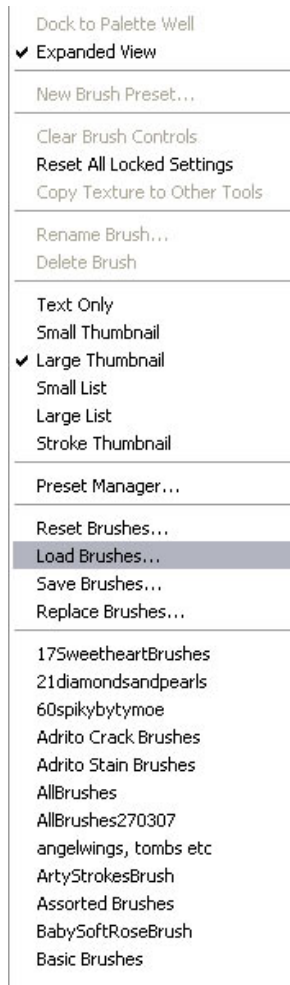 Dock to Palette Well
Expanded View
New Brush Preset...
Clear Brush Controls
Reset All Locked Settings
Copy Texture to Other Tools
Rename Brush...
Delete Brush
Text Only
Small Thumbnail
Large Thumbnail
Small List
Large List
Stroke Thumbnail
Preset Manager...
Reset Brushes...
Load Brushes...
Save Brushes...
Replace Brushes...
17SweetheartBrushes
21diamondsandpearls
60spikybytymoe
Adrito Crack Brushes
Adrito Stain Brushes
AllBrushes
AllBrushes270307
angelwings, tombs etc
ArtyStrokesBrush
Assorted Brushes
BabySoftRoseBrush
Basic Brushes